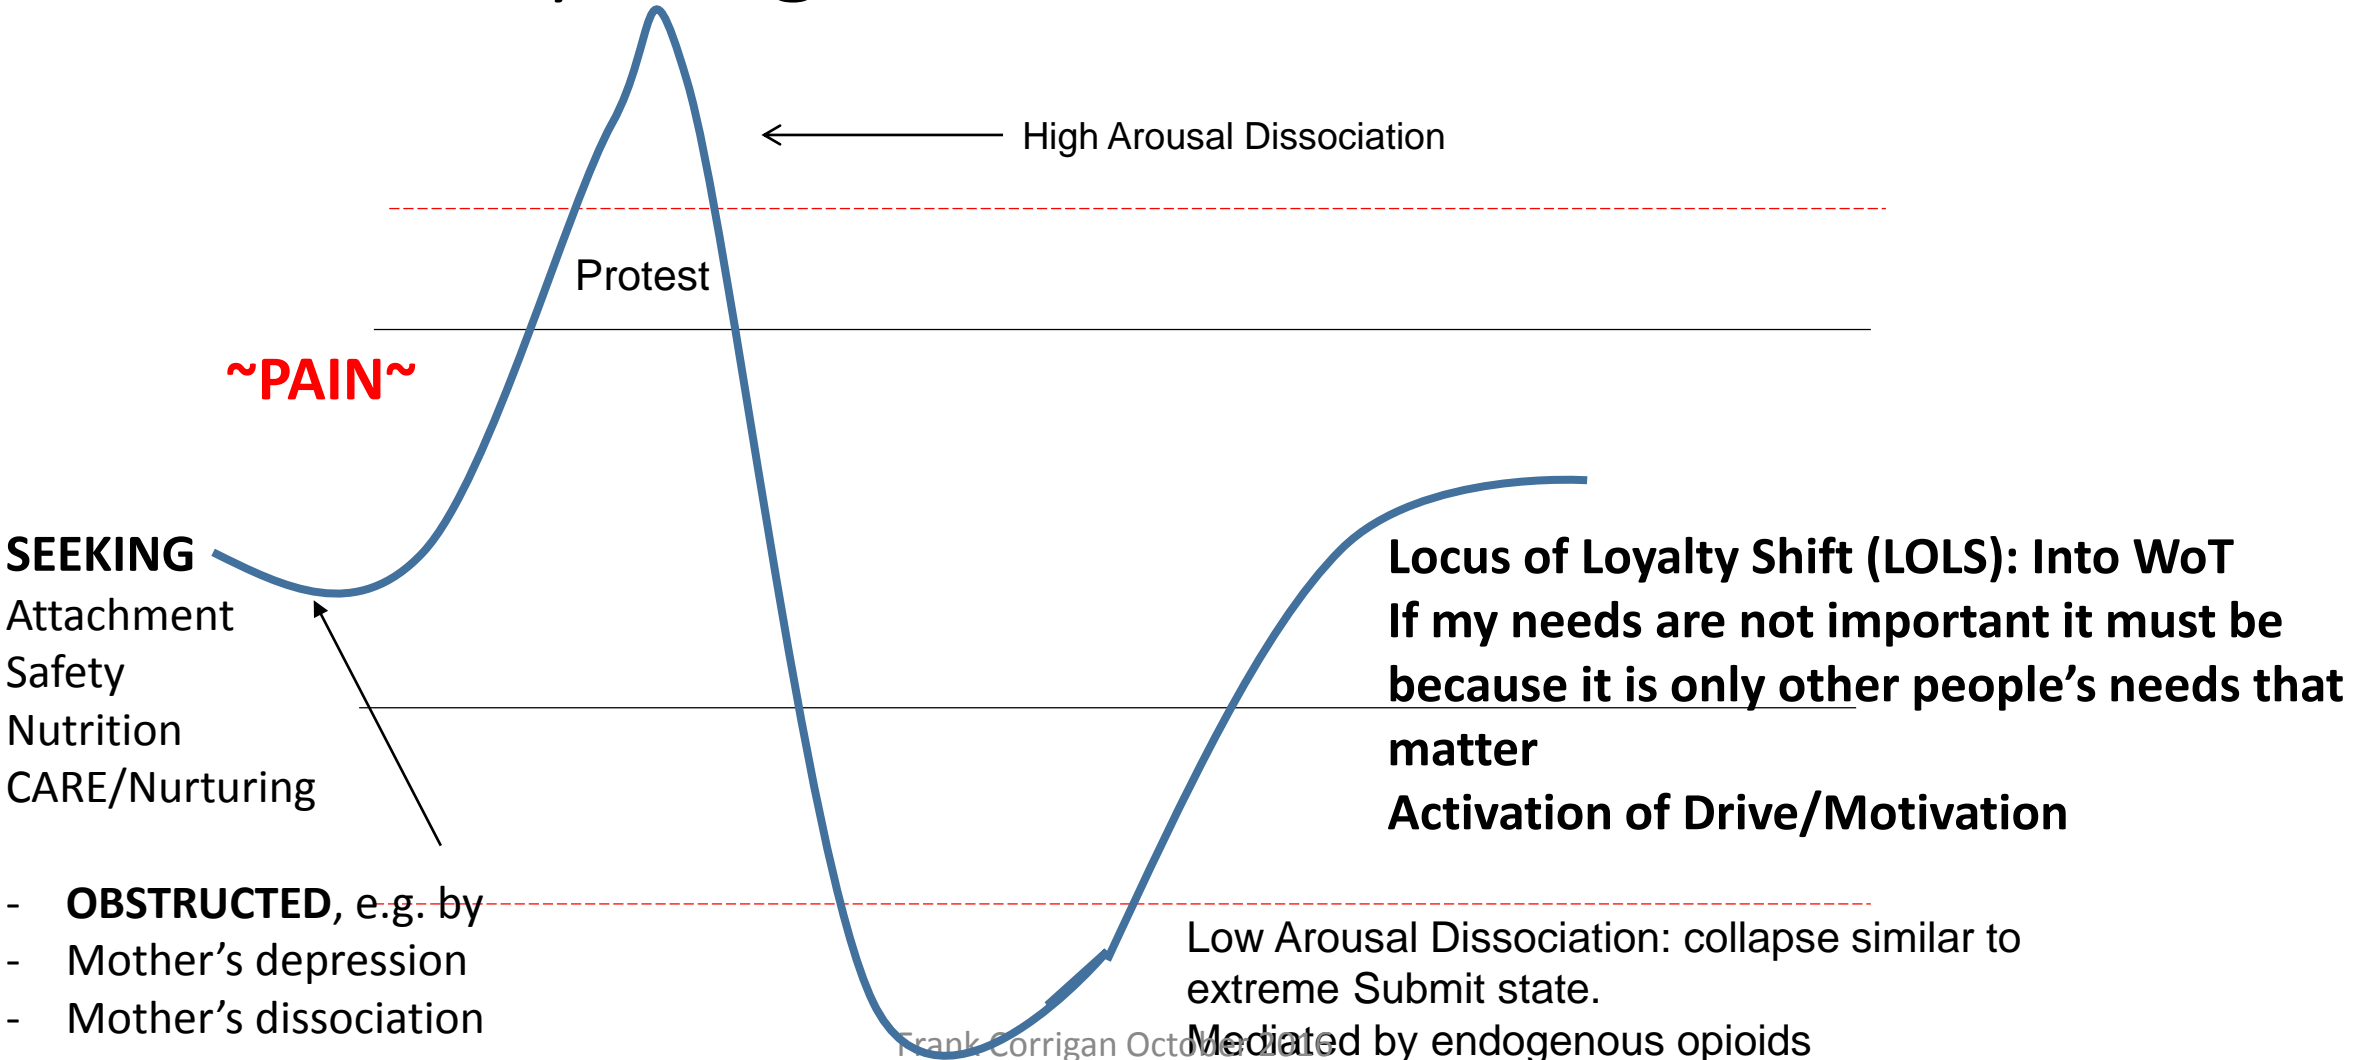 High Arousal Dissociation
Protest
~PAIN~
SEEKING
Attachment
Safety
Nutrition
CARE/Nurturing
- OBSTRUCTED, e.g. by
- Mother's depression
- Mother's dissociation
Locus of Loyalty Shift (LOLS): Into WoT
If my needs are not important it must be
because it is only other people's needs that
matter
Activation of Drive/Motivation
Low Arousal Dissociation: collapse similar to
extreme Submit state.
Mediated by endogenous opioids
Frank Corrigan October 2016